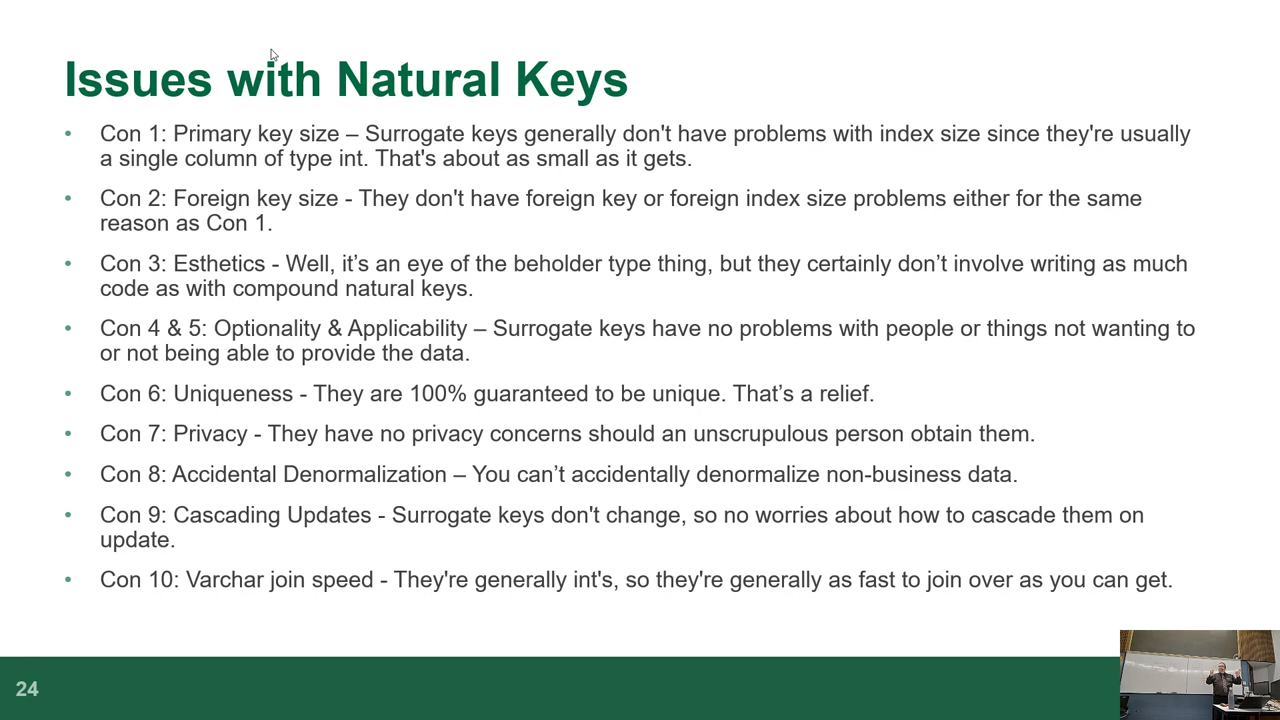 Issues with Natural Keys
• Con 1: Primary key size – Surrogate keys generally don't have problems with index size since they're usually
a single column of type int. That's about as small as it gets.
• Con 2: Foreign key size - They don't have foreign key or foreign index size problems either for the same
reason as Con 1.
• Con 3: Esthetics - Well, it’s an eye of the beholder type thing, but they certainly don’t involve writing as much
code as with compound natural keys.
• Con 4 & 5: Optionality & Applicability – Surrogate keys have no problems with people or things not wanting to
or not being able to provide the data.
• Con 6: Uniqueness - They are 100% guaranteed to be unique. That’s a relief.
• Con 7: Privacy - They have no privacy concerns should an unscrupulous person obtain them.
• Con 8: Accidental Denormalization – You can’t accidentally denormalize non-business data.
• Con 9: Cascading Updates - Surrogate keys don't change, so no worries about how to cascade them on
update.
• Con 10: Varchar join speed - They're generally int's, so they're generally as fast to join over as you can get.
24